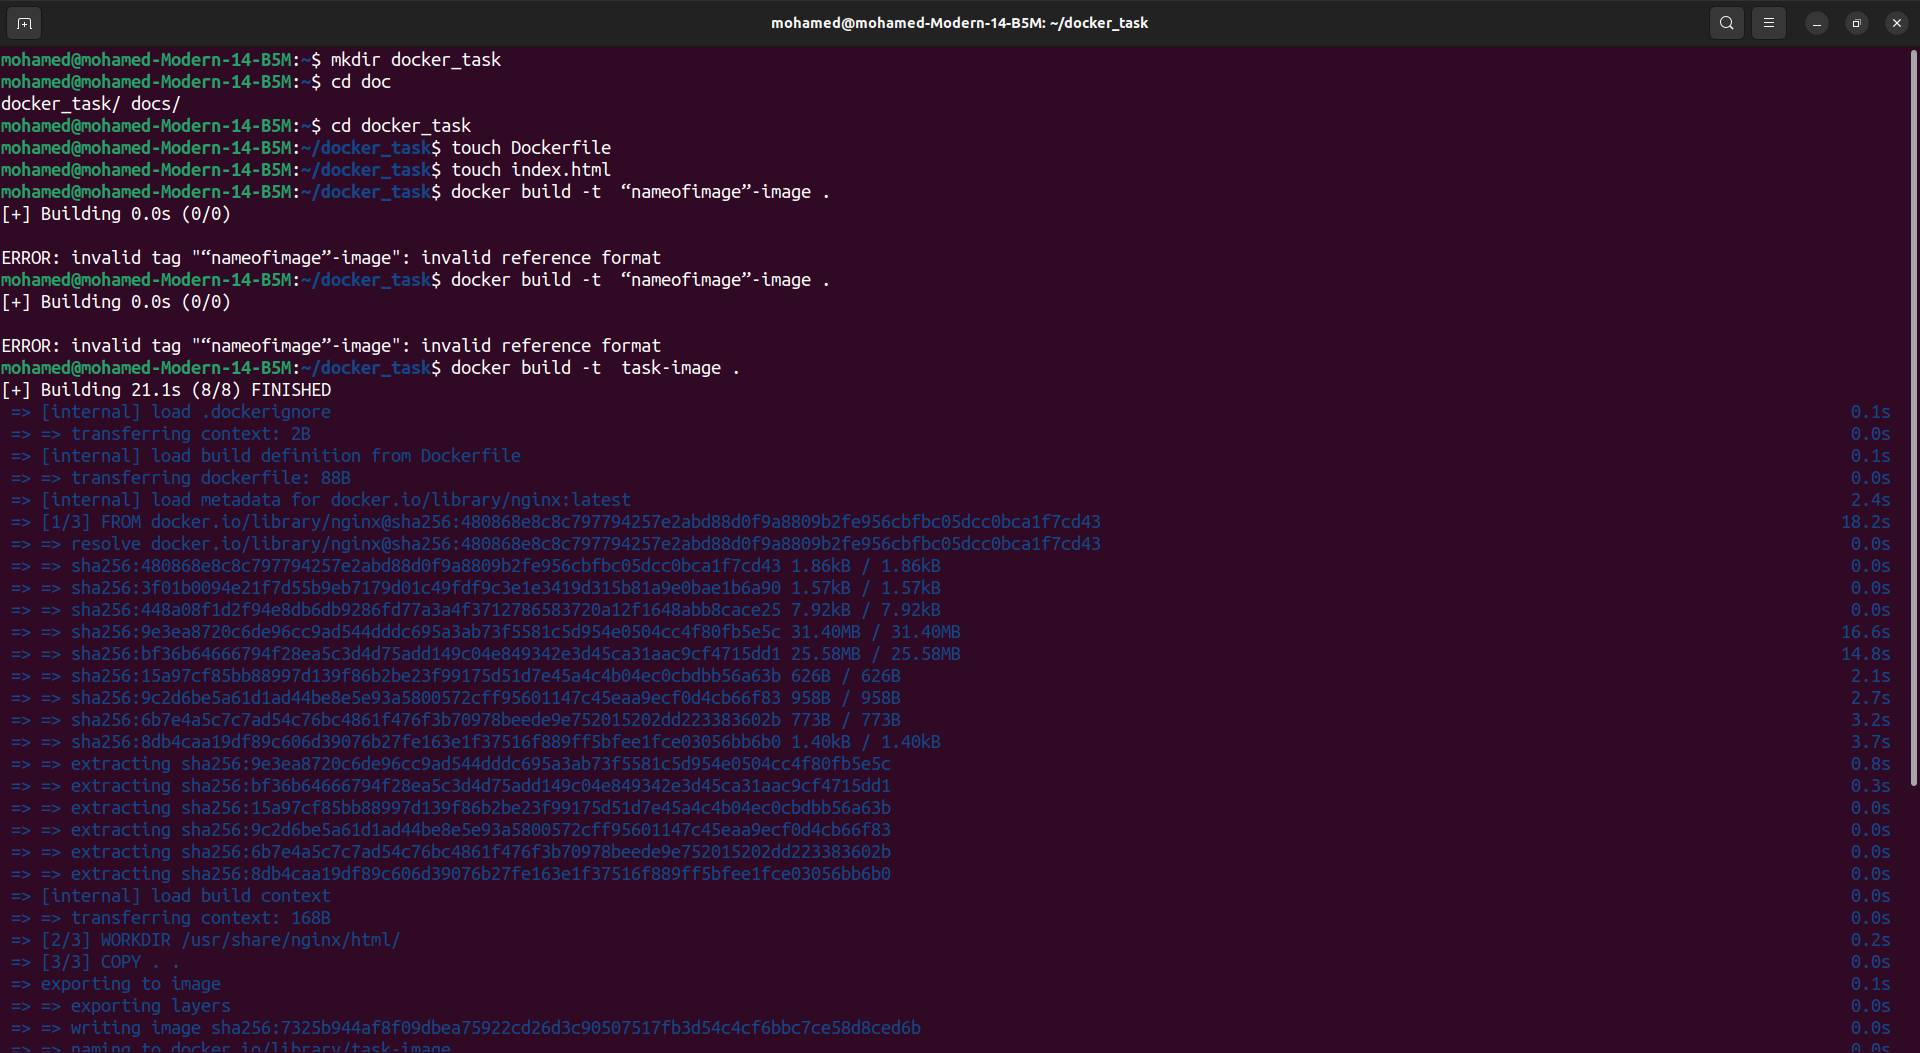 mohamed@mohamed-Modern-14-B5M: ~/docker_task
mohamed@mohamed-Modern-14-B5M:~$ mkdir docker_task
mohamed@mohamed-Modern-14-B5M:~$ cd doc
docker_task/ docs/
mohamed@mohamed-Modern-14-B5M:~$ cd docker_task
mohamed@mohamed-Modern-14-B5M:~/docker_task$ touch Dockerfile
mohamed@mohamed-Modern-14-B5M:~/docker_task$ touch index.html
mohamed@mohamed-Modern-14-B5M:~/docker_task$ docker build -t  “nameofimage”-image .
[+] Building 0.0s (0/0)
ERROR: invalid tag "“nameofimage”-image": invalid reference format
mohamed@mohamed-Modern-14-B5M:~/docker_task$ docker build -t  “nameofimage”-image .
[+] Building 0.0s (0/0)
ERROR: invalid tag "“nameofimage”-image": invalid reference format
mohamed@mohamed-Modern-14-B5M:~/docker_task$ docker build -t  task-image .
[+] Building 21.1s (8/8) FINISHED
=> [internal] load .dockerignore 0.1s
=> => transferring context: 2B 0.0s
=> [internal] load build definition from Dockerfile 0.1s
=> => transferring dockerfile: 88B 0.0s
=> [internal] load metadata for docker.io/library/nginx:latest 2.4s
=> [1/3] FROM docker.io/library/nginx@sha256:480868e8c8c797794257e2abd88d0f9a8809b2fe956cbfbc05dcc0bca1f7cd43 18.2s
=> => resolve docker.io/library/nginx@sha256:480868e8c8c797794257e2abd88d0f9a8809b2fe956cbfbc05dcc0bca1f7cd43 0.0s
=> => sha256:480868e8c8c797794257e2abd88d0f9a8809b2fe956cbfbc05dcc0bca1f7cd43 1.86kB / 1.86kB 0.0s
=> => sha256:3f01b0094e21f7d55b9eb7179d01c49fdf9c3e1e3419d315b81a9e0bae1b6a90 1.57kB / 1.57kB 0.0s
=> => sha256:448a08f1d2f94e8db6db9286fd77a3a4f3712786583720a12f1648abb8cace25 7.92kB / 7.92kB 0.0s
=> => sha256:9e3ea8720c6de96cc9ad544dddc695a3ab73f5581c5d954e0504cc4f80fb5e5c 31.40MB / 31.40MB 16.6s
=> => sha256:bf36b64666794f28ea5c3d4d75add149c04e849342e3d45ca31aac9cf4715dd1 25.58MB / 25.58MB 14.8s
=> => sha256:15a97cf85bb88997d139f86b2be23f99175d51d7e45a4c4b04ec0cbdbb56a63b 626B / 626B 2.1s
=> => sha256:9c2d6be5a61d1ad44be8e5e93a5800572cff95601147c45eaa9ecf0d4cb66f83 958B / 958B 2.7s
=> => sha256:6b7e4a5c7c7ad54c76bc4861f476f3b70978beede9e752015202dd223383602b 773B / 773B 3.2s
=> => sha256:8db4caa19df89c606d39076b27fe163e1f37516f889ff5bfee1fce03056bb6b0 1.40kB / 1.40kB 3.7s
=> => extracting sha256:9e3ea8720c6de96cc9ad544dddc695a3ab73f5581c5d954e0504cc4f80fb5e5c 0.8s
=> => extracting sha256:bf36b64666794f28ea5c3d4d75add149c04e849342e3d45ca31aac9cf4715dd1 0.3s
=> => extracting sha256:15a97cf85bb88997d139f86b2be23f99175d51d7e45a4c4b04ec0cbdbb56a63b 0.0s
=> => extracting sha256:9c2d6be5a61d1ad44be8e5e93a5800572cff95601147c45eaa9ecf0d4cb66f83 0.0s
=> => extracting sha256:6b7e4a5c7c7ad54c76bc4861f476f3b70978beede9e752015202dd223383602b 0.0s
=> => extracting sha256:8db4caa19df89c606d39076b27fe163e1f37516f889ff5bfee1fce03056bb6b0 0.0s
=> [internal] load build context 0.0s
=> => transferring context: 168B 0.0s
=> [2/3] WORKDIR /usr/share/nginx/html/ 0.2s
=> [3/3] COPY . . 0.0s
=> exporting to image 0.1s
=> => exporting layers 0.0s
=> => writing image sha256:7325b944af8f09dbea75922cd26d3c90507517fb3d54c4cf6bbc7ce58d8ced6b 0.0s
=> => naming to docker.io/library/task-image 0.0s